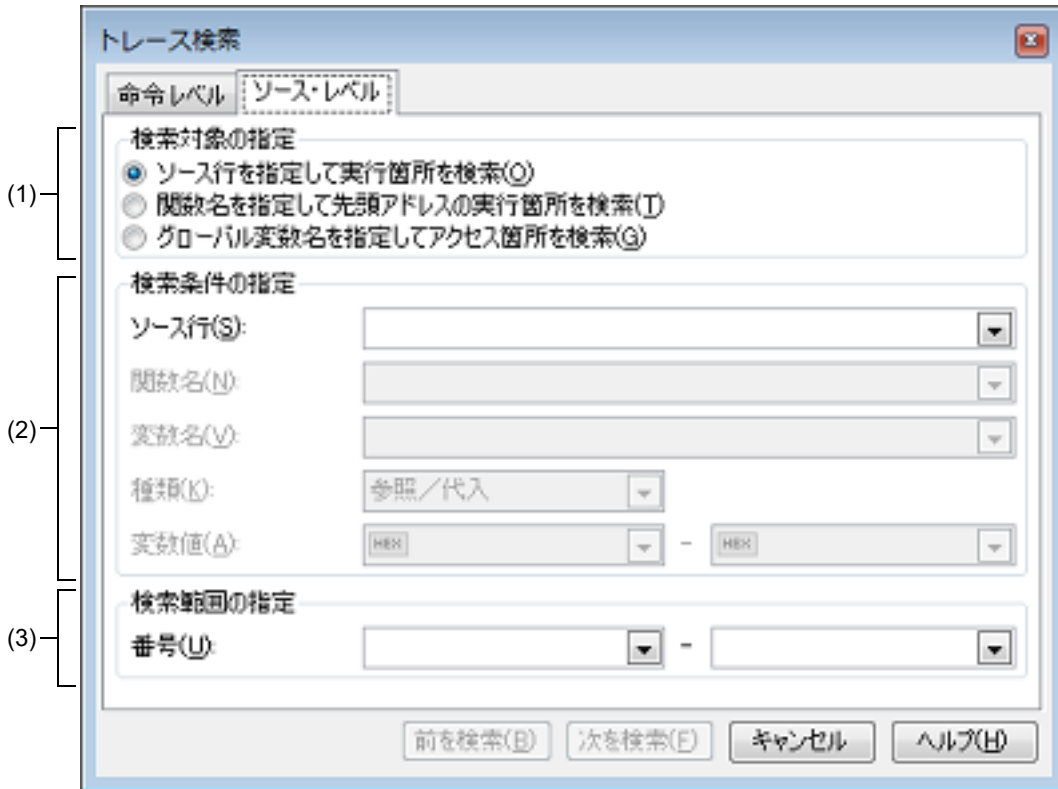 トレース検索
命令レベル ソース・レベル
(1)
検索対象の指定
ソース行を指定して実行箇所を検索(O)
関数名を指定して先頭アドレスの実行箇所を検索(T)
グローバル変数名を指定してアクセス箇所を検索(G)
(2)
検索条件の指定
ソース行(S):
関数名(N):
変数名(V):
種類(K): 参照／代入
変数値(A): HEX - HEX
(3)
検索範囲の指定
番号(U): -
前を検索(B) 次を検索(F) キャンセル ヘルプ(H)